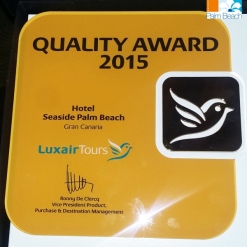 Palm Beach
QUALITY AWARD
2015
Hotel
Seaside Palm Beach
Gran Canaria
LuxairTours
Ronny De Clercq
Vice President Product,
Purchase & Destination Management